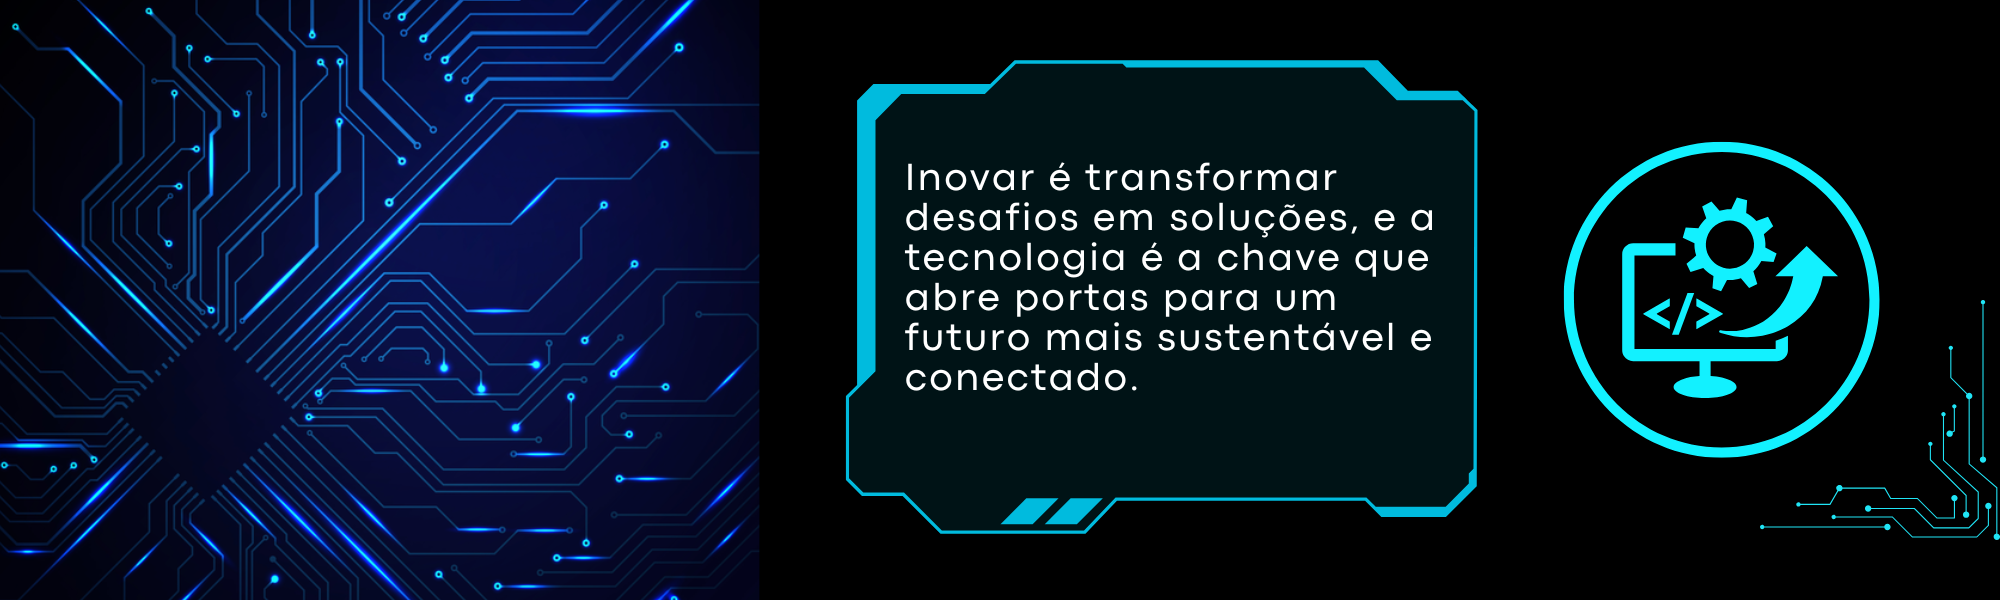 Inovar é transformar
desafios em soluções, e a
tecnologia é a chave que
abre portas para um
futuro mais sustentável e
conectado.